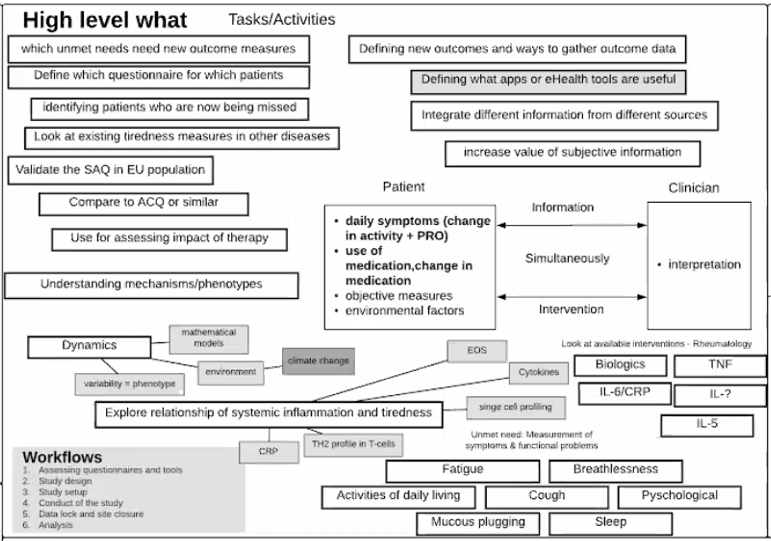 High level what
Tasks/Activities
which unmet needs need new outcome measures
Define which questionnaire for which patients
identifying patients who are now being missed
Look at existing tiredness measures in other diseases
Validate the SAQ in EU population
Compare to ACQ or similar
Use for assessing impact of therapy
Understanding mechanisms/phenotypes
Defining new outcomes and ways to gather outcome data
Defining what apps or eHealth tools are useful
Integrate different information from different sources
increase value of subjective information
Patient
Clinician
• daily symptoms (change
in activity + PRO)
• use of
medication,change in
medication
• objective measures
• environmental factors
Information
Simultaneously
Intervention
• interpretation
Dynamics
mathematical
models
environment
climate change
variability = phenotype
EOS
Cytokines
singe cell profiling
Explore relationship of systemic inflammation and tiredness
CRP
TH2 profile in T-cells
Look at available interventions - Rheumatology
Biologics
TNF
IL-6/CRP
IL-?
IL-5
Workflows
1. Assessing questionnaires and tools
2. Study design
3. Study setup
4. Conduct of the study
5. Data lock and site closure
6. Analysis
Unmet need: Measurement of
symptoms & functional problems
Fatigue
Breathlessness
Activities of daily living
Cough
Pyschological
Mucous plugging
Sleep